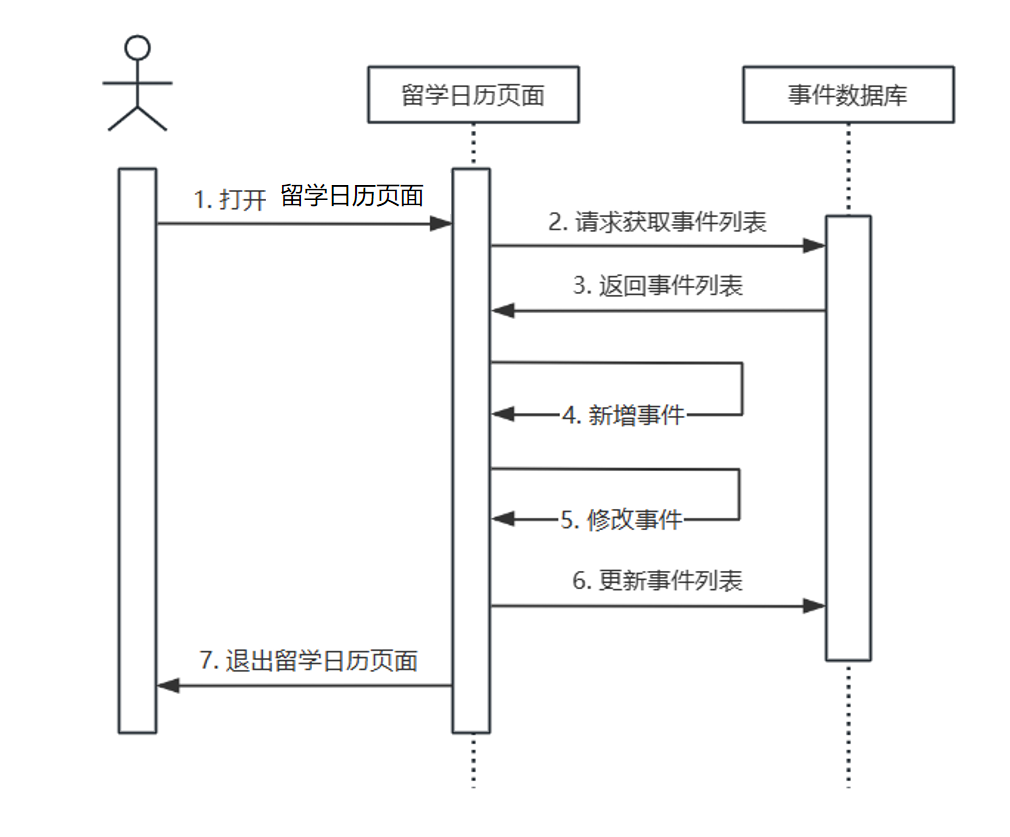 留学日历页面
事件数据库
1. 打开 留学日历页面
2. 请求获取事件列表
3. 返回事件列表
4. 新增事件
5. 修改事件
6. 更新事件列表
7. 退出留学日历页面